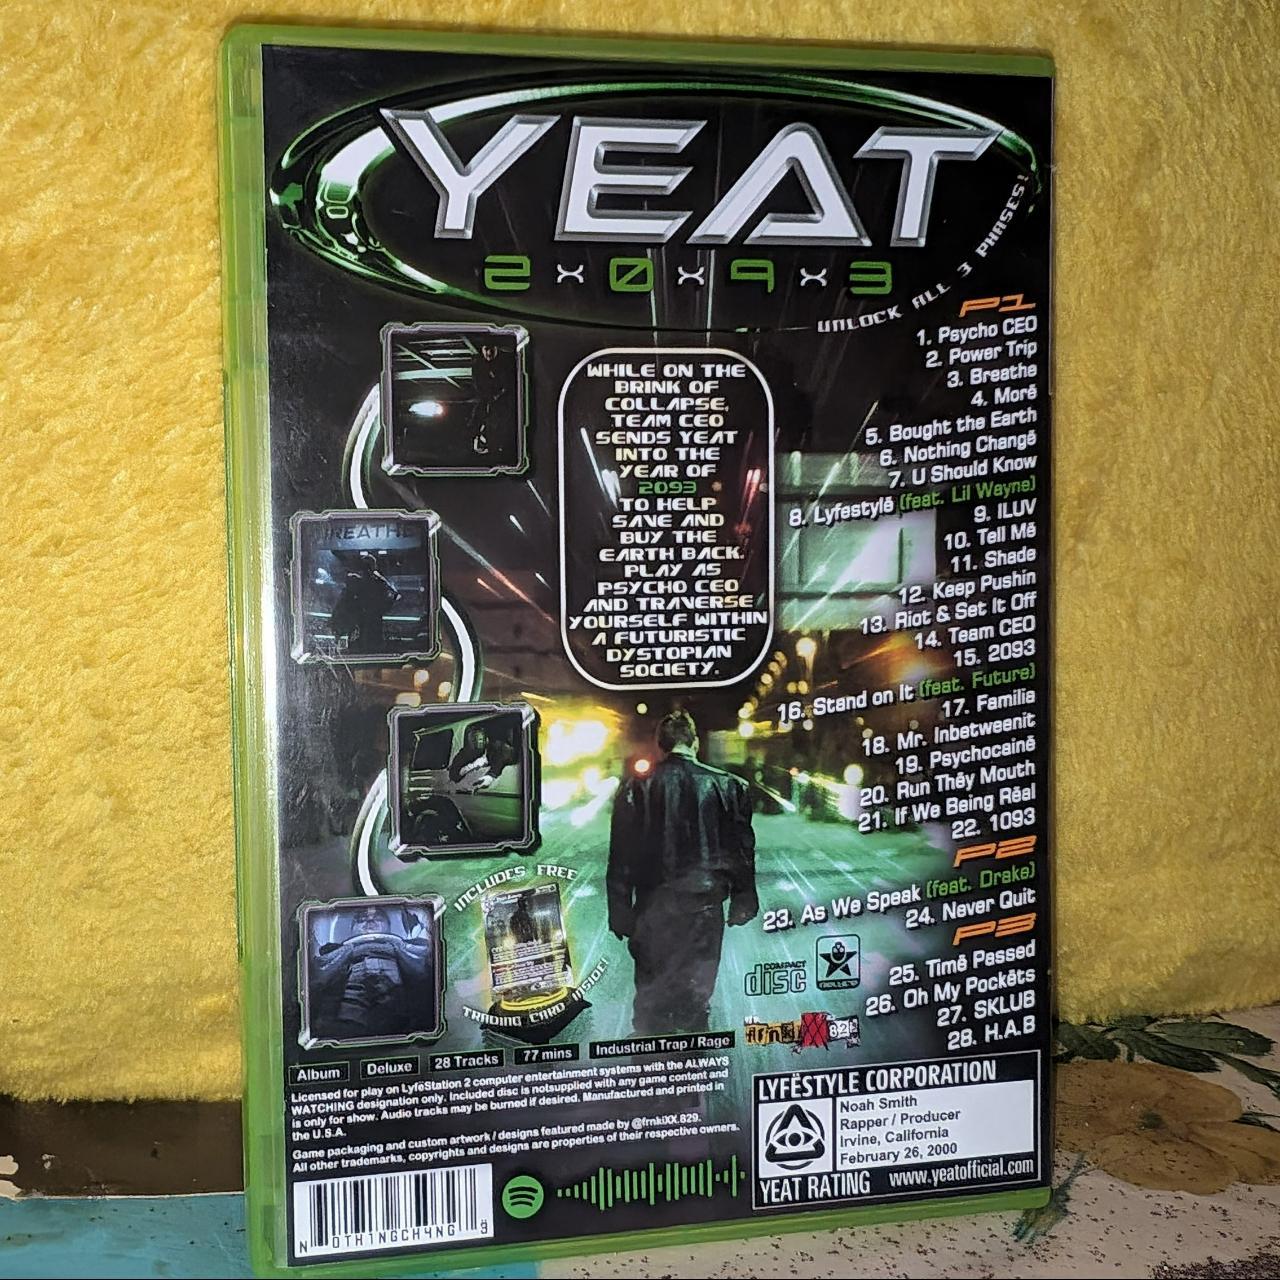 YEAT
2x0x9x3
UNLOCK ALL 3 PHASES!
WHILE ON THE
BRINK OF
COLLAPSE,
TEAM CEO
SENDS YEAT
INTO THE
YEAR OF
2093
TO HELP
SAVE AND
BUY THE
EARTH BACK.
PLAY AS
PSYCHO CEO
AND TRAVERSE
YOURSELF WITHIN
A FUTURISTIC
DYSTOPIAN
SOCIETY.
BREATHE
P1
1. Psycho CEO
2. Power Trip
3. Breathe
4. Morë
5. Bought the Earth
6. Nothing Changë
7. U Should Know
8. Lyfestylë (feat. Lil Wayne)
9. ILUV
10. Tell Më
11. Shade
12. Keep Pushin
13. Riot & Set It Off
14. Team CEO
15. 2093
16. Stand on It (feat. Future)
17. Familia
18. Mr. Inbetweenit
19. Psychocainë
20. Run Thëy Mouth
21. If We Being Rëal
22. 1093
P2
23. As We Speak (feat. Drake)
24. Never Quit
P3
25. Timë Passed
26. Oh My Pockëts
27. SKLUB
28. H.A.B
INCLUDES FREE
TRADING CARD INSIDE!
COMPACT
disc
Album
Deluxe
28 Tracks
77 mins
Industrial Trap / Rage
Licensed for play on LyfeStation 2 computer entertainment systems with the ALWAYS
WATCHING designation only. Included disc is notsupplied with any game content and
is only for show. Audio tracks may be burned if desired. Manufactured and printed in
the U.S.A.
Game packaging and custom artwork / designs featured made by @frnkiXX.829.
All other trademarks, copyrights and designs are properties of their respective owners.
LYFËSTYLE CORPORATION
Noah Smith
Rapper / Producer
Irvine, California
February 26, 2000
YEAT RATING www.yeatofficial.com
N 0TH1NGCH4NG 3